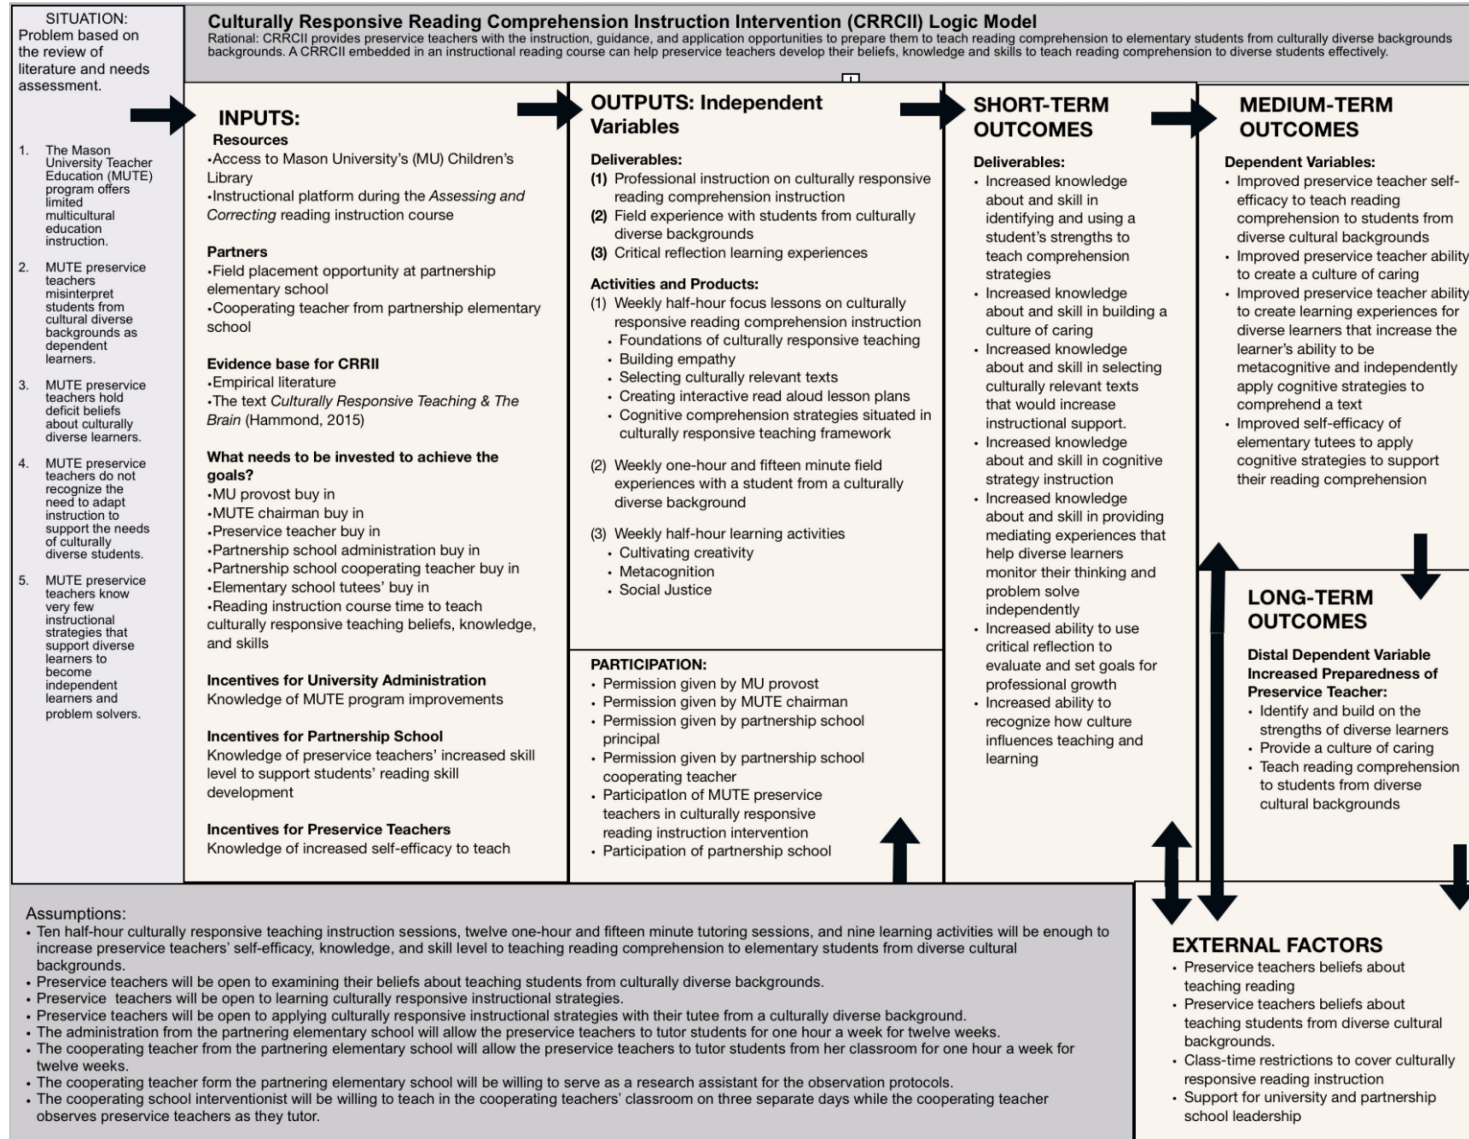 SITUATION:
Problem based on
the review of
literature and needs
assessment.
1. The Mason
University Teacher
Education (MUTE)
program offers
limited
multicultural
education
instruction.
2. MUTE preservice
teachers
misinterpret
students from
cultural diverse
backgrounds as
dependent
learners.
3. MUTE preservice
teachers hold
deficit beliefs
about culturally
diverse learners.
4. MUTE preservice
teachers do not
recognize the
need to adapt
instruction to
support the needs
of culturally
diverse students.
5. MUTE preservice
teachers know
very few
instructional
strategies that
support diverse
learners to
become
independent
learners and
problem solvers.
Culturally Responsive Reading Comprehension Instruction Intervention (CRRCII) Logic Model
Rational: CRRCII provides preservice teachers with the instruction, guidance, and application opportunities to prepare them to teach reading comprehension to elementary students from culturally diverse backgrounds
backgrounds. A CRRCII embedded in an instructional reading course can help preservice teachers develop their beliefs, knowledge and skills to teach reading comprehension to diverse students effectively.
INPUTS:
Resources
•Access to Mason University's (MU) Children's
Library
•Instructional platform during the Assessing and
Correcting reading instruction course
Partners
•Field placement opportunity at partnership
elementary school
•Cooperating teacher from partnership elementary
school
Evidence base for CRRII
•Empirical literature
•The text Culturally Responsive Teaching & The
Brain (Hammond, 2015)
What needs to be invested to achieve the
goals?
•MU provost buy in
•MUTE chairman buy in
•Preservice teacher buy in
•Partnership school administration buy in
•Partnership school cooperating teacher buy in
•Elementary school tutees' buy in
•Reading instruction course time to teach
culturally responsive teaching beliefs, knowledge,
and skills
Incentives for University Administration
Knowledge of MUTE program improvements
Incentives for Partnership School
Knowledge of preservice teachers' increased skill
level to support students' reading skill
development
Incentives for Preservice Teachers
Knowledge of increased self-efficacy to teach
OUTPUTS: Independent
Variables
Deliverables:
(1) Professional instruction on culturally responsive
reading comprehension instruction
(2) Field experience with students from culturally
diverse backgrounds
(3) Critical reflection learning experiences
Activities and Products:
(1) Weekly half-hour focus lessons on culturally
responsive reading comprehension instruction
• Foundations of culturally responsive teaching
• Building empathy
• Selecting culturally relevant texts
• Creating interactive read aloud lesson plans
• Cognitive comprehension strategies situated in
culturally responsive teaching framework
(2) Weekly one-hour and fifteen minute field
experiences with a student from a culturally
diverse background
(3) Weekly half-hour learning activities
• Cultivating creativity
• Metacognition
• Social Justice
PARTICIPATION:
• Permission given by MU provost
• Permission given by MUTE chairman
• Permission given by partnership school
principal
• Permission given by partnership school
cooperating teacher
• Participation of MUTE preservice
teachers in culturally responsive
reading instruction intervention
• Participation of partnership school
SHORT-TERM
OUTCOMES
Deliverables:
• Increased knowledge
about and skill in
identifying and using a
student's strengths to
teach comprehension
strategies
• Increased knowledge
about and skill in building a
culture of caring
• Increased knowledge
about and skill in selecting
culturally relevant texts
that would increase
instructional support.
• Increased knowledge
about and skill in cognitive
strategy instruction
• Increased knowledge
about and skill in providing
mediating experiences that
help diverse learners
monitor their thinking and
problem solve
independently
• Increased ability to use
critical reflection to
evaluate and set goals for
professional growth
• Increased ability to
recognize how culture
influences teaching and
learning
MEDIUM-TERM
OUTCOMES
Dependent Variables:
• Improved preservice teacher self-
efficacy to teach reading
comprehension to students from
diverse cultural backgrounds
• Improved preservice teacher ability
to create a culture of caring
• Improved preservice teacher ability
to create learning experiences for
diverse learners that increase the
learner's ability to be
metacognitive and independently
apply cognitive strategies to
comprehend a text
• Improved self-efficacy of
elementary tutees to apply
cognitive strategies to support
their reading comprehension
LONG-TERM
OUTCOMES
Distal Dependent Variable
Increased Preparedness of
Preservice Teacher:
• Identify and build on the
strengths of diverse learners
• Provide a culture of caring
• Teach reading comprehension
to students from diverse
cultural backgrounds
Assumptions:
• Ten half-hour culturally responsive teaching instruction sessions, twelve one-hour and fifteen minute tutoring sessions, and nine learning activities will be enough to
increase preservice teachers' self-efficacy, knowledge, and skill level to teaching reading comprehension to elementary students from diverse cultural
backgrounds.
• Preservice teachers will be open to examining their beliefs about teaching students from culturally diverse backgrounds.
• Preservice teachers will be open to learning culturally responsive instructional strategies.
• Preservice teachers will be open to applying culturally responsive instructional strategies with their tutee from a culturally diverse background.
• The administration from the partnering elementary school will allow the preservice teachers to tutor students for one hour a week for twelve weeks.
• The cooperating teacher from the partnering elementary school will allow the preservice teachers to tutor students from her classroom for one hour a week for
twelve weeks.
• The cooperating teacher form the partnering elementary school will be willing to serve as a research assistant for the observation protocols.
• The cooperating school interventionist will be willing to teach in the cooperating teachers' classroom on three separate days while the cooperating teacher
observes preservice teachers as they tutor.
EXTERNAL FACTORS
• Preservice teachers beliefs about
teaching reading
• Preservice teachers beliefs about
teaching students from diverse cultural
backgrounds.
• Class-time restrictions to cover culturally
responsive reading instruction
• Support for university and partnership
school leadership